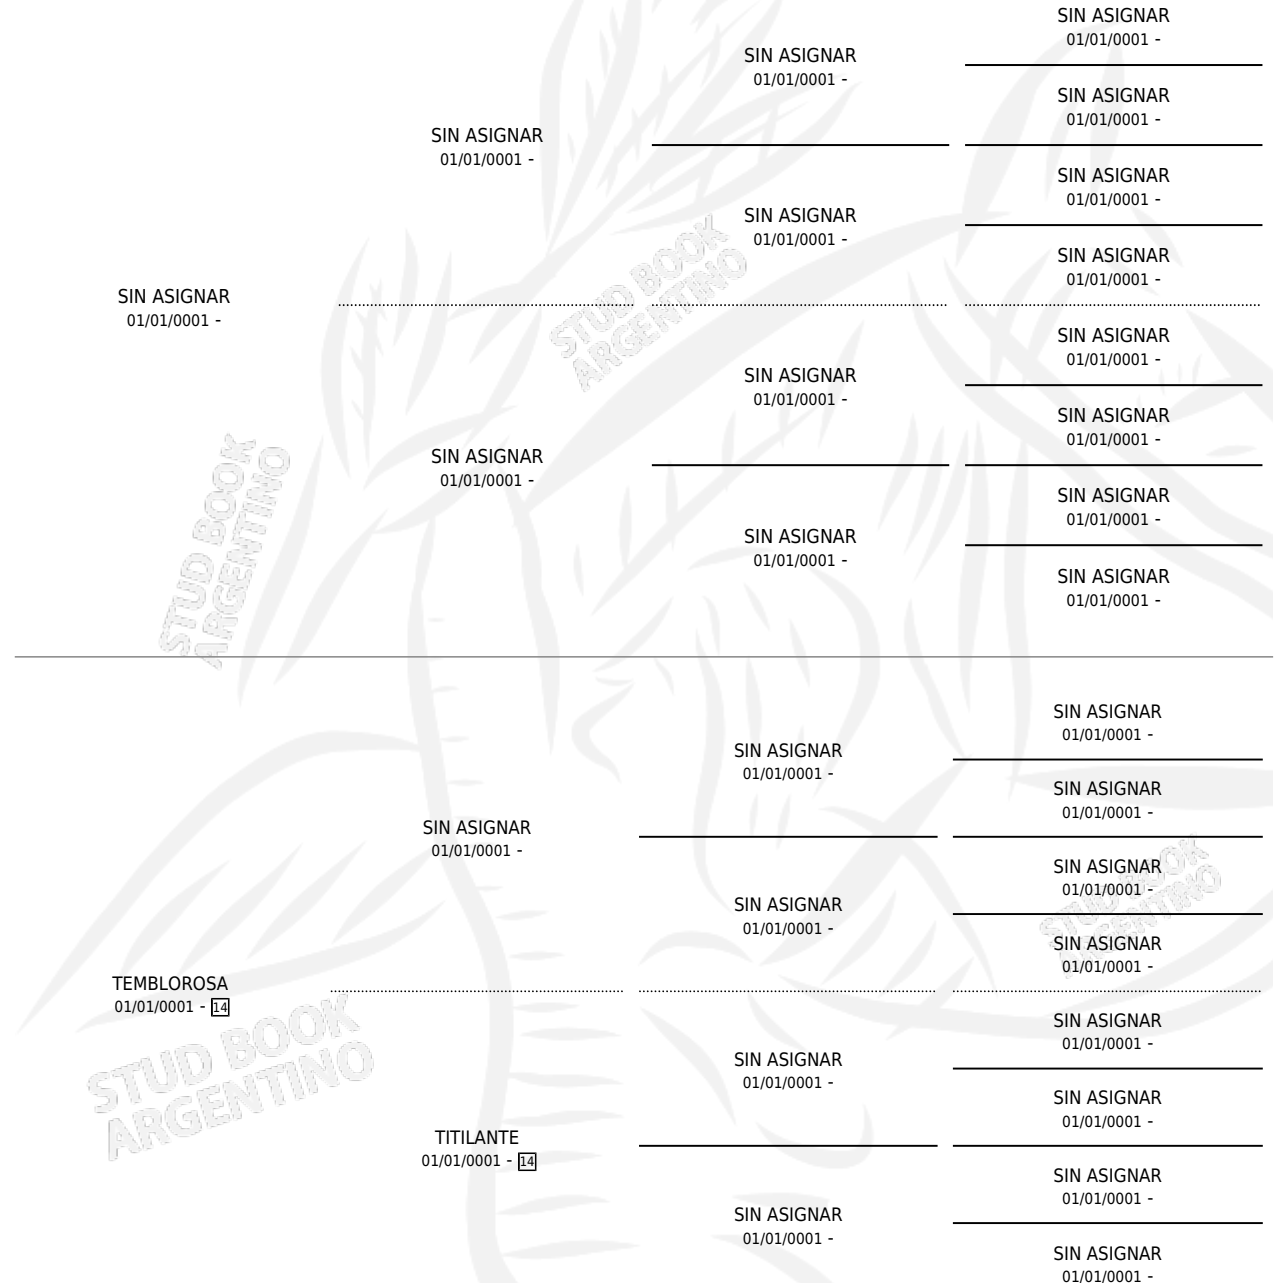 SIN ASIGNAR
01/01/0001 -
SIN ASIGNAR
01/01/0001 -
SIN ASIGNAR
01/01/0001 -
SIN ASIGNAR
01/01/0001 -
SIN ASIGNAR
01/01/0001 -
SIN ASIGNAR
01/01/0001 -
SIN ASIGNAR
01/01/0001 -
STUD BOOK
ARGENTINO
SIN ASIGNAR
01/01/0001 -
SIN ASIGNAR
01/01/0001 -
SIN ASIGNAR
01/01/0001 -
SIN ASIGNAR
01/01/0001 -
SIN ASIGNAR
01/01/0001 -
SIN ASIGNAR
01/01/0001 -
STUD BOOK
ARGENTINO
SIN ASIGNAR
01/01/0001 -
SIN ASIGNAR
01/01/0001 -
SIN ASIGNAR
01/01/0001 -
SIN ASIGNAR
01/01/0001 -
SIN ASIGNAR
01/01/0001 -
SIN ASIGNAR
01/01/0001 -
SIN ASIGNAR
01/01/0001 -
SIN ASIGNAR
01/01/0001 -
SIN ASIGNAR
01/01/0001 -
STUD BOOK
ARGENTINO
SIN ASIGNAR
01/01/0001 -
TEMBLOROSA
01/01/0001 - 14
STUD BOOK
ARGENTINO
SIN ASIGNAR
01/01/0001 -
SIN ASIGNAR
01/01/0001 -
SIN ASIGNAR
01/01/0001 -
TITILANTE
01/01/0001 - 14
SIN ASIGNAR
01/01/0001 -
SIN ASIGNAR
01/01/0001 -
SIN ASIGNAR
01/01/0001 -